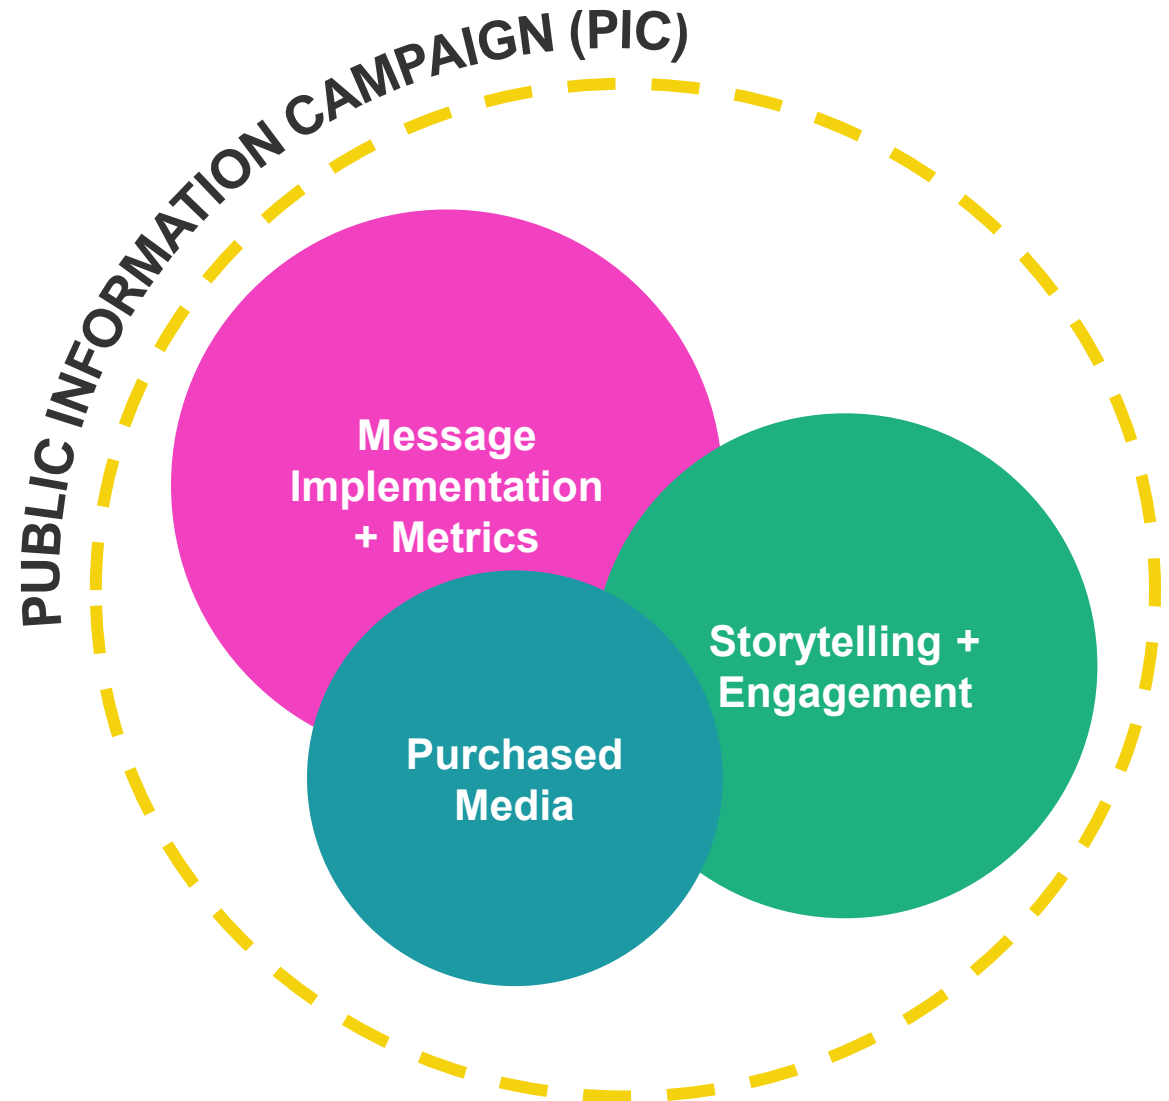 PUBLIC INFORMATION CAMPAIGN (PIC)
Message
Implementation
+ Metrics
Storytelling +
Engagement
Purchased
Media